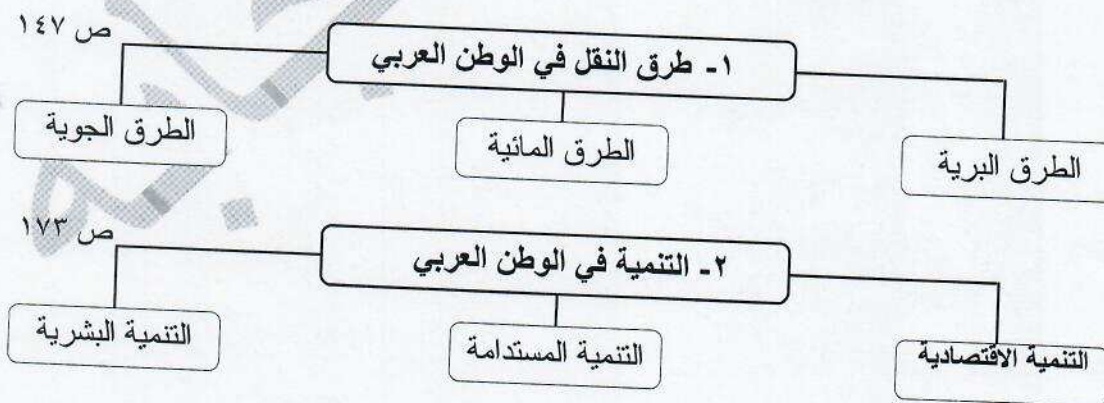 ص ١٤٧
١- طرق النقل في الوطن العربي
الطرق البرية
الطرق المائية
الطرق الجوية
ص ١٧٣
٢- التنمية في الوطن العربي
التنمية الاقتصادية
التنمية المستدامة
التنمية البشرية